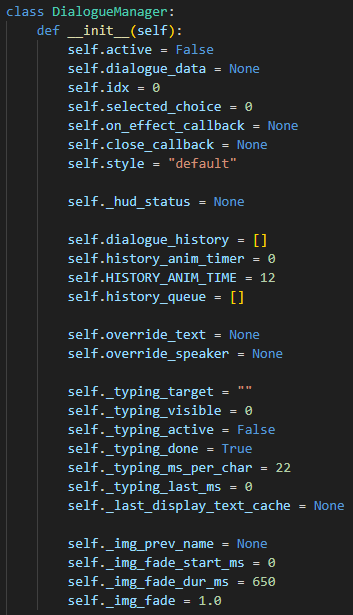 class DialogueManager:
    def __init__(self):
        self.active = False
        self.dialogue_data = None
        self.idx = 0
        self.selected_choice = 0
        self.on_effect_callback = None
        self.close_callback = None
        self.style = "default"

        self._hud_status = None

        self.dialogue_history = []
        self.history_anim_timer = 0
        self.HISTORY_ANIM_TIME = 12
        self.history_queue = []

        self.override_text = None
        self.override_speaker = None

        self._typing_target = ""
        self._typing_visible = 0
        self._typing_active = False
        self._typing_done = True
        self._typing_ms_per_char = 22
        self._typing_last_ms = 0
        self._last_display_text_cache = None

        self._img_prev_name = None
        self._img_fade_start_ms = 0
        self._img_fade_dur_ms = 650
        self._img_fade = 1.0